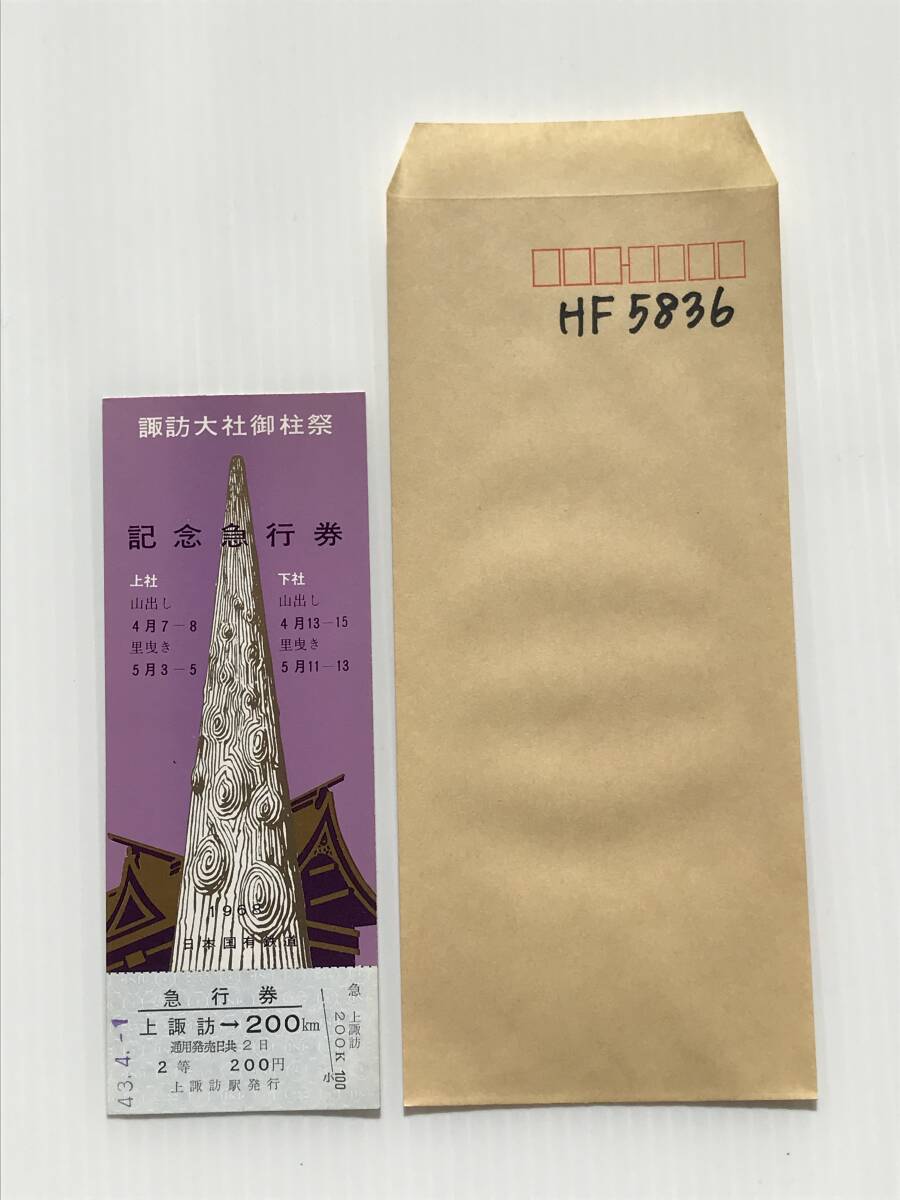 諏訪大社御柱祭
記念急行券
上社
山出し
4月7-8
里曳き
5月3-5
下社
山出し
4月13-15
里曳き
5月11-13
1968
日本国有鉄道
急行券
上諏訪→200km
通用発売日共2日
2等 200円
上諏訪駅発行
43.4.-1
急 上諏訪
200K
小100
HF 5836